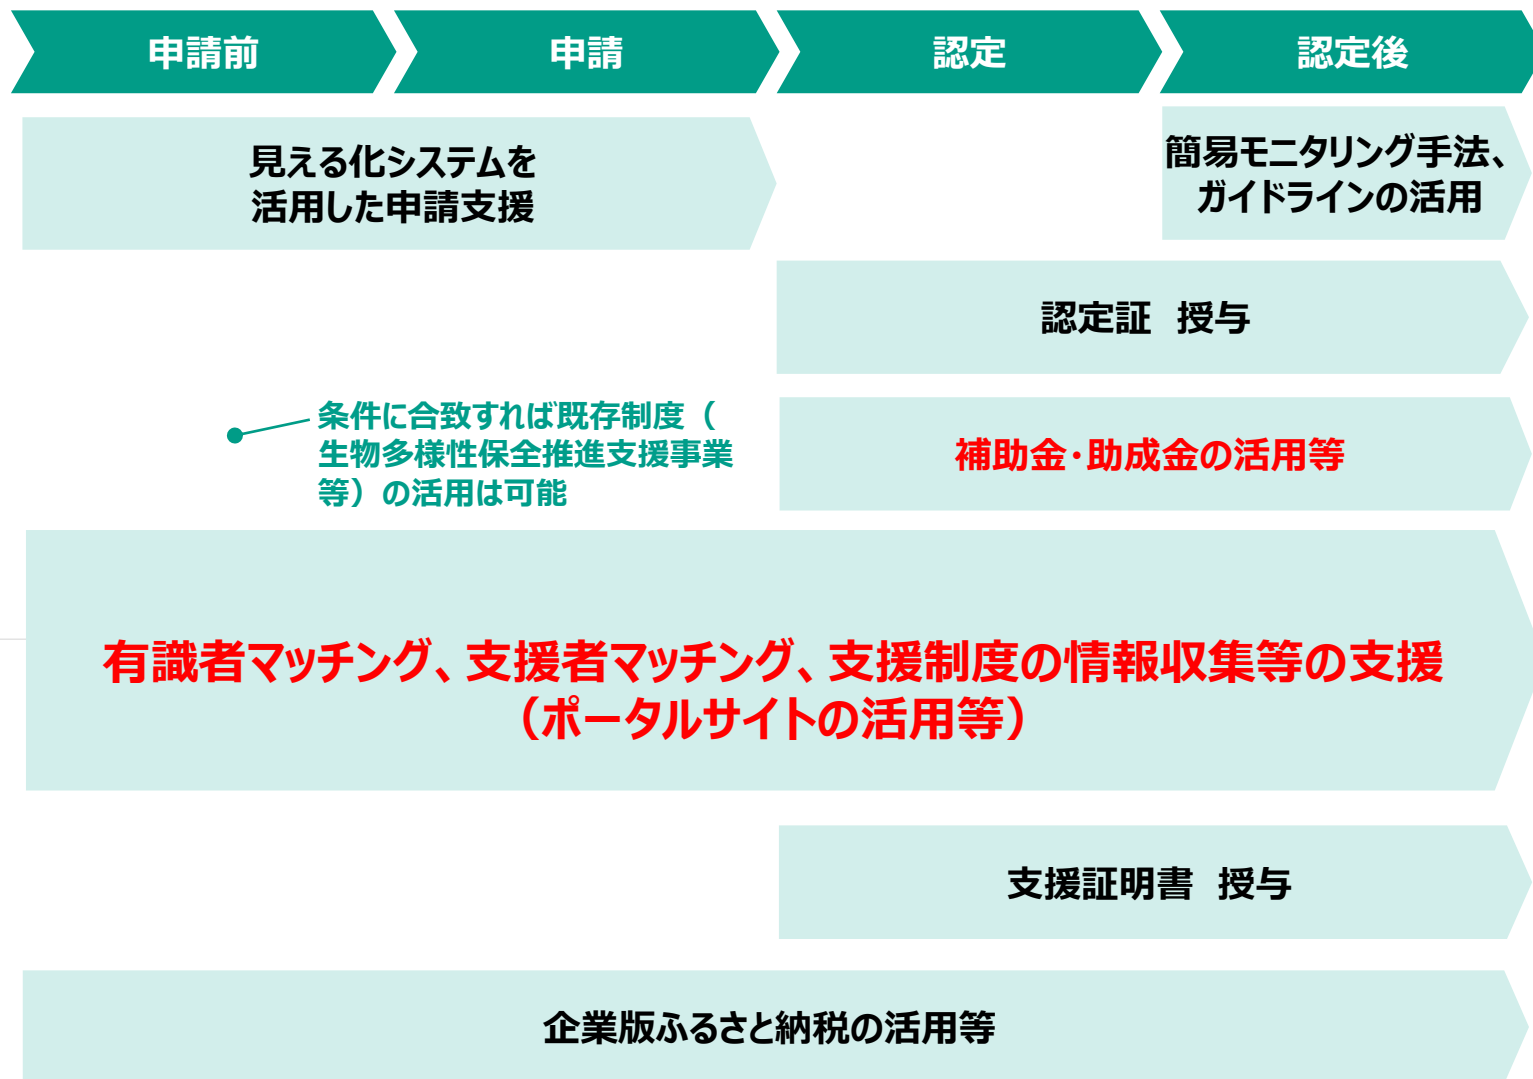 申請前
申請
認定
認定後
見える化システムを
活用した申請支援
簡易モニタリング手法、
ガイドラインの活用
認定証　授与
条件に合致すれば既存制度（
生物多様性保全推進支援事業
等）の活用は可能
補助金・助成金の活用等
有識者マッチング、支援者マッチング、支援制度の情報収集等の支援
（ポータルサイトの活用等）
支援証明書　授与
企業版ふるさと納税の活用等